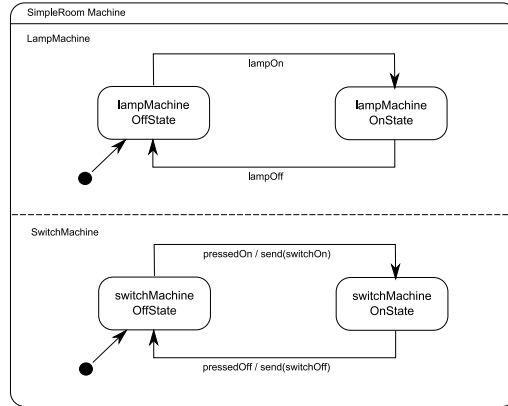 SimpleRoom Machine
LampMachine
lampOn
lampMachine
OffState
lampMachine
OnState
lampOff
SwitchMachine
pressedOn / send(switchOn)
switchMachine
OffState
switchMachine
OnState
pressedOff / send(switchOff)